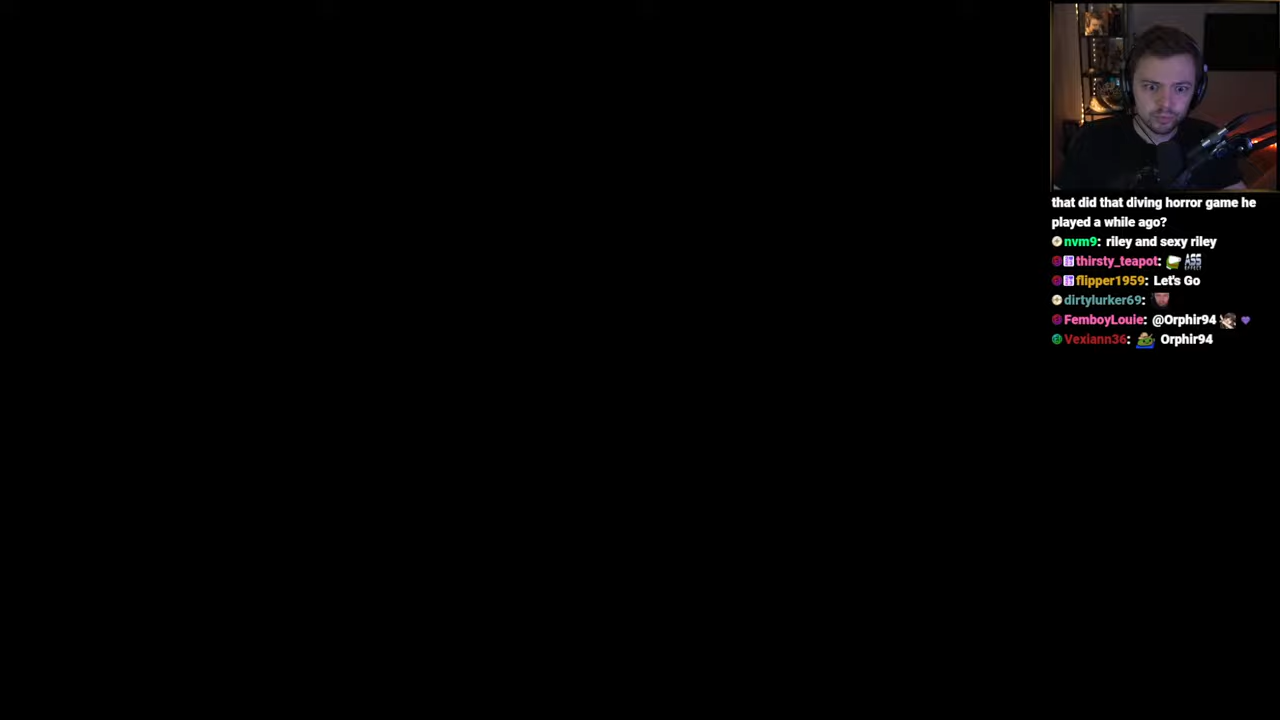 that did that diving horror game he
played a while ago?
nvm9: riley and sexy riley
thirsty_teapot: ASS
flipper1959: Let's Go
dirtylurker69:
FemboyLouie: @Orphir94
Vexiann36: Orphir94